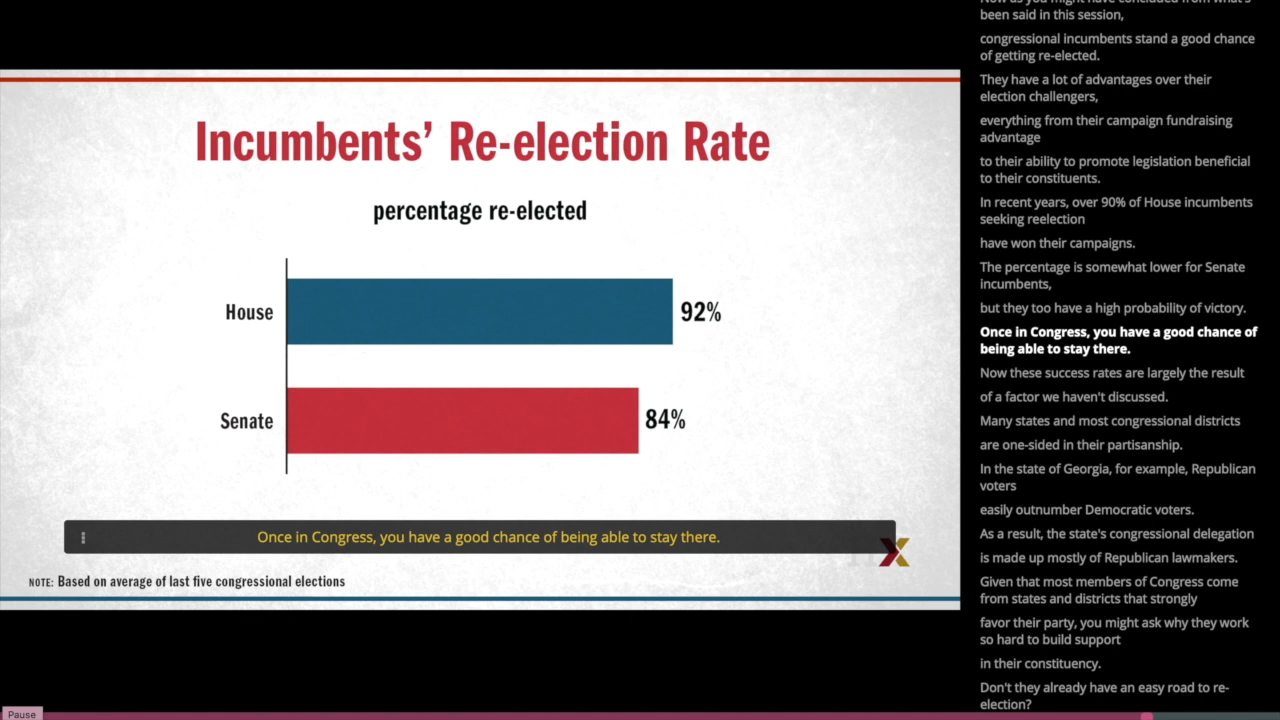 Incumbents’ Re-election Rate
percentage re-elected
House
92%
Senate
84%
Once in Congress, you have a good chance of being able to stay there.
NOTE: Based on average of last five congressional elections
Pause
Now as you might have concluded from what's
been said in this session,
congressional incumbents stand a good chance
of getting re-elected.
They have a lot of advantages over their
election challengers,
everything from their campaign fundraising
advantage
to their ability to promote legislation beneficial
to their constituents.
In recent years, over 90% of House incumbents
seeking reelection
have won their campaigns.
The percentage is somewhat lower for Senate
incumbents,
but they too have a high probability of victory.
Once in Congress, you have a good chance of
being able to stay there.
Now these success rates are largely the result
of a factor we haven't discussed.
Many states and most congressional districts
are one-sided in their partisanship.
In the state of Georgia, for example, Republican
voters
easily outnumber Democratic voters.
As a result, the state's congressional delegation
is made up mostly of Republican lawmakers.
Given that most members of Congress come
from states and districts that strongly
favor their party, you might ask why they work
so hard to build support
in their constituency.
Don't they already have an easy road to re-
election?